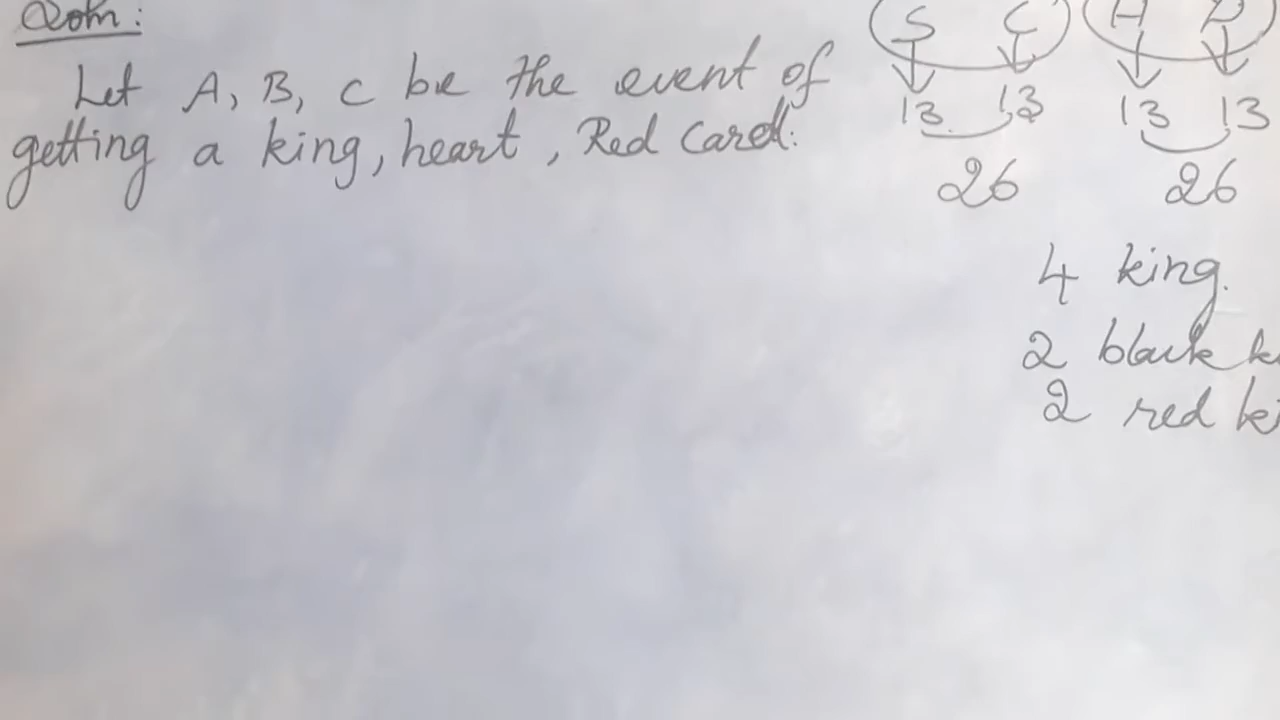 Soln:
Let A, B, C be the event of
getting a king, heart, Red Card.
S C H D
13 13 13 13
26 26
4 king.
2 black k
2 red ki